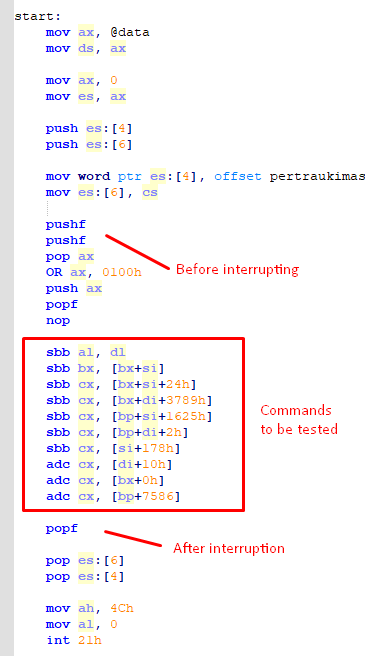 start:
mov ax, @data
mov ds, ax
mov ax, 0
mov es, ax
push es:[4]
push es:[6]
mov word ptr es:[4], offset pertraukimas
mov es:[6], cs
pushf
pushf
pop ax
OR ax, 0100h
push ax
popf
nop
Before interrupting
sbb al, dl
sbb bx, [bx+si]
sbb cx, [bx+si+24h]
sbb cx, [bx+di+3789h]
sbb cx, [bp+si+1625h]
sbb cx, [bp+di+2h]
sbb cx, [si+178h]
adc cx, [di+10h]
adc cx, [bx+0h]
adc cx, [bp+7586]
Commands
to be tested
popf
After interruption
pop es:[6]
pop es:[4]
mov ah, 4Ch
mov al, 0
int 21h